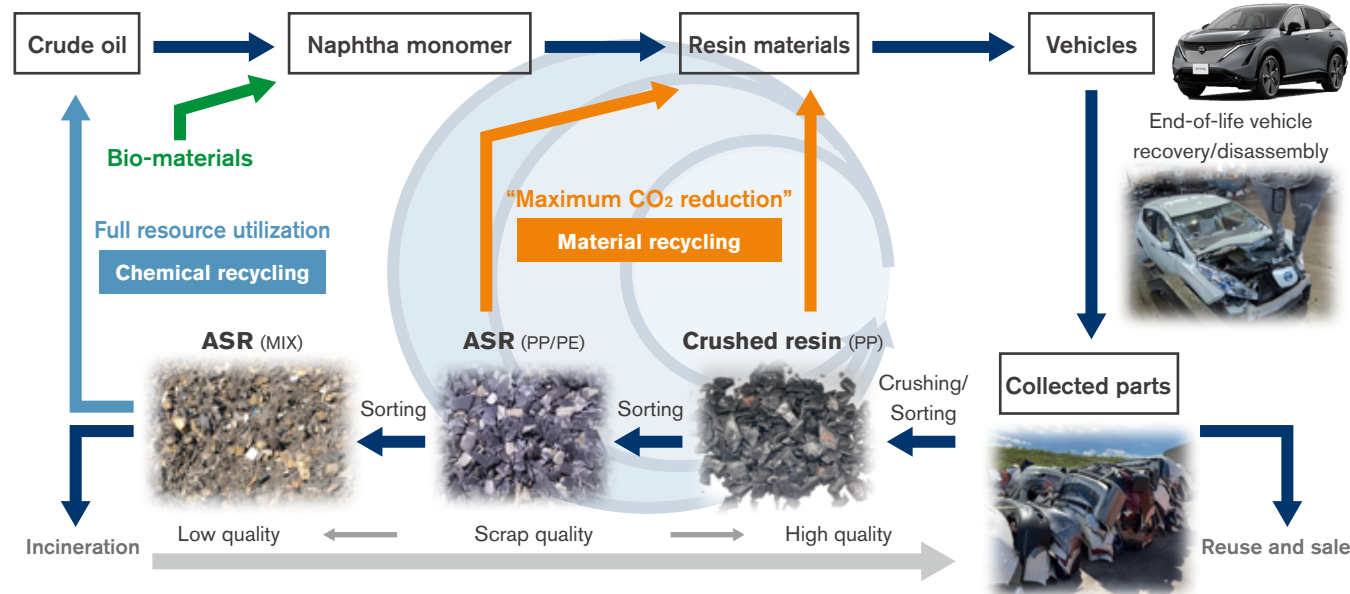 Crude oil
Naphtha monomer
Resin materials
Vehicles
Bio-materials
End-of-life vehicle
recovery/disassembly
Full resource utilization
Chemical recycling
“Maximum CO₂ reduction”
Material recycling
ASR (MIX)
ASR (PP/PE)
Crushed resin (PP)
Crushing/
Sorting
Collected parts
Sorting
Sorting
Incineration
Low quality
Scrap quality
High quality
Reuse and sale